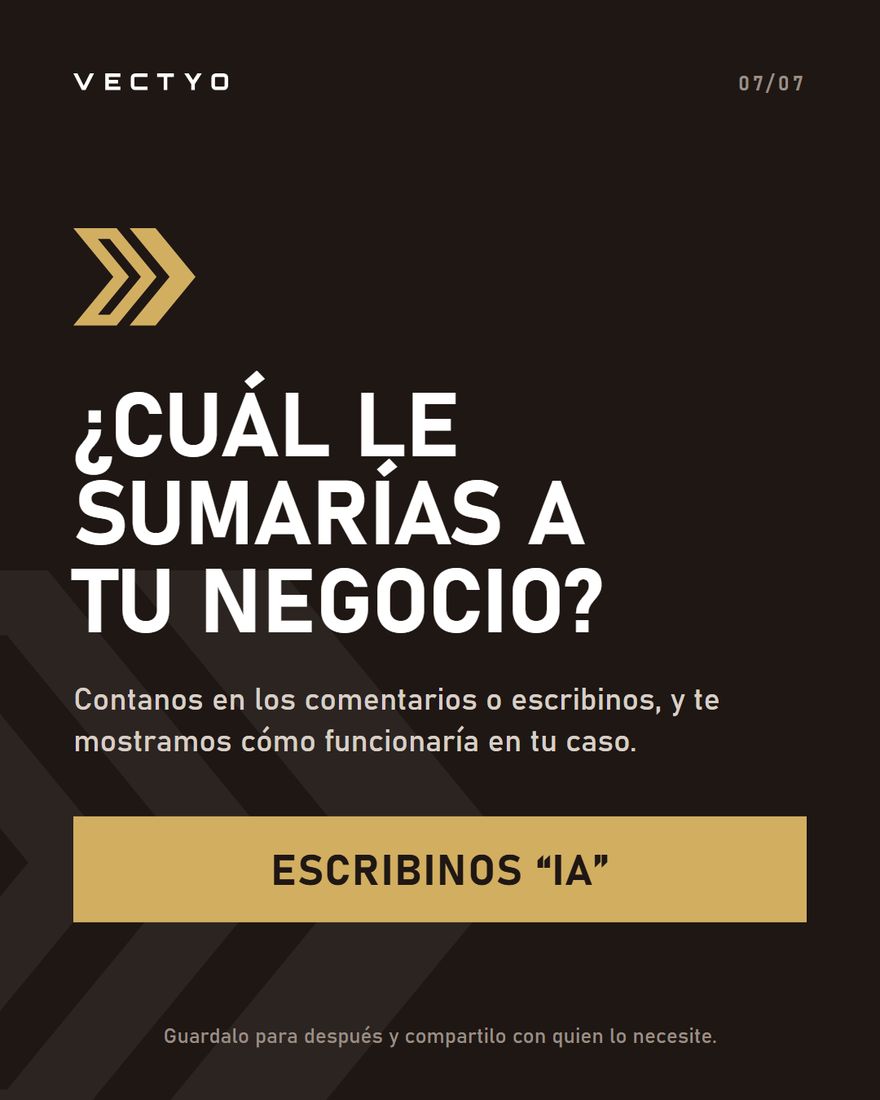 VECTYO
07/07
¿CUÁL LE
SUMARÍAS A
TU NEGOCIO?
Contanos en los comentarios o escribinos, y te
mostramos cómo funcionaría en tu caso.
ESCRIBINOS “IA”
Guardalo para después y compartilo con quien lo necesite.